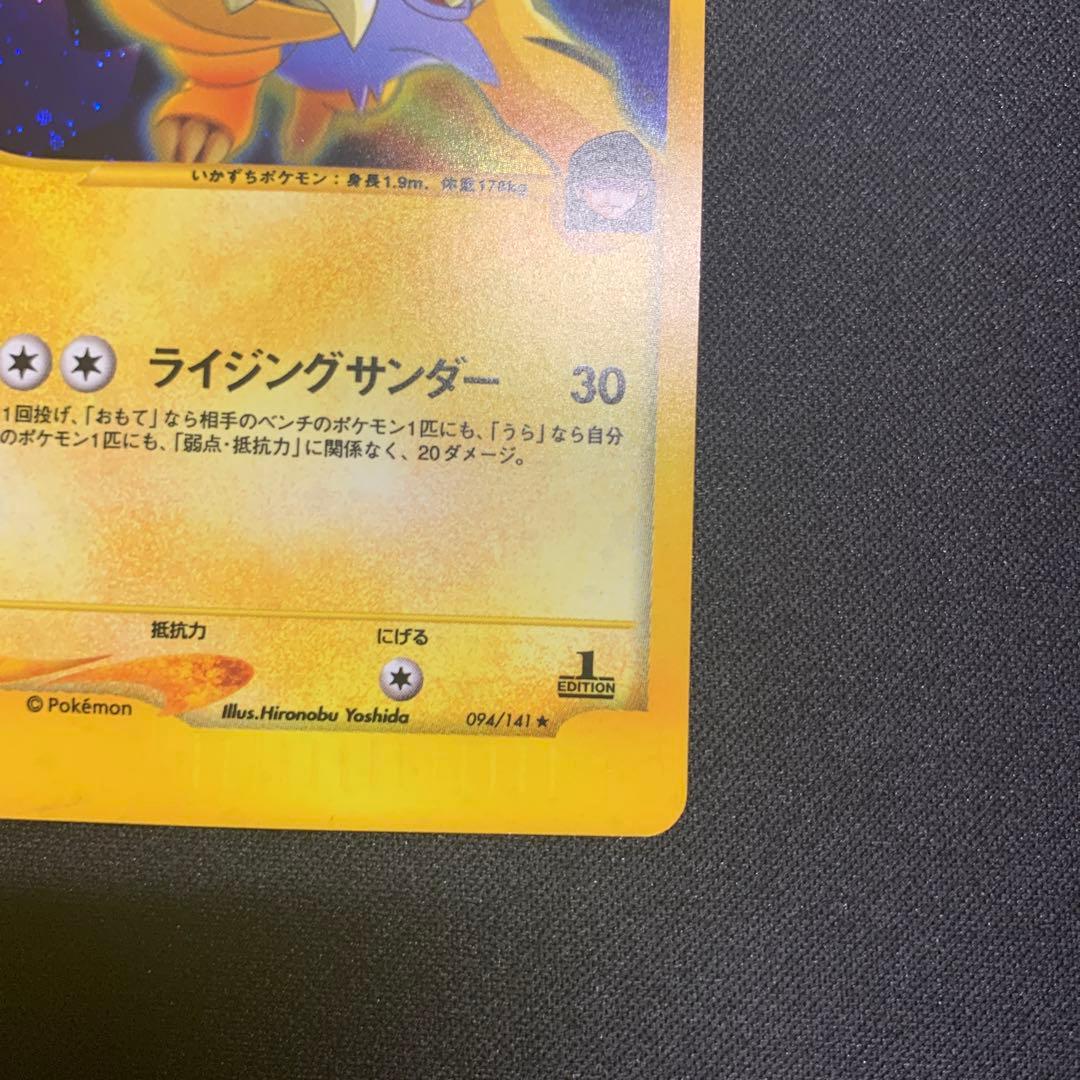 いかずちポケモン：身長1.9m、体重178kg
ライジングサンダー 30
1回投げ、「おもて」なら相手のベンチのポケモン1匹にも、「うら」なら自分
のポケモン1匹にも、「弱点・抵抗力」に関係なく、20ダメージ。
抵抗力 にげる
1
EDITION
©Pokémon Illus.Hironobu Yoshida 094/141★